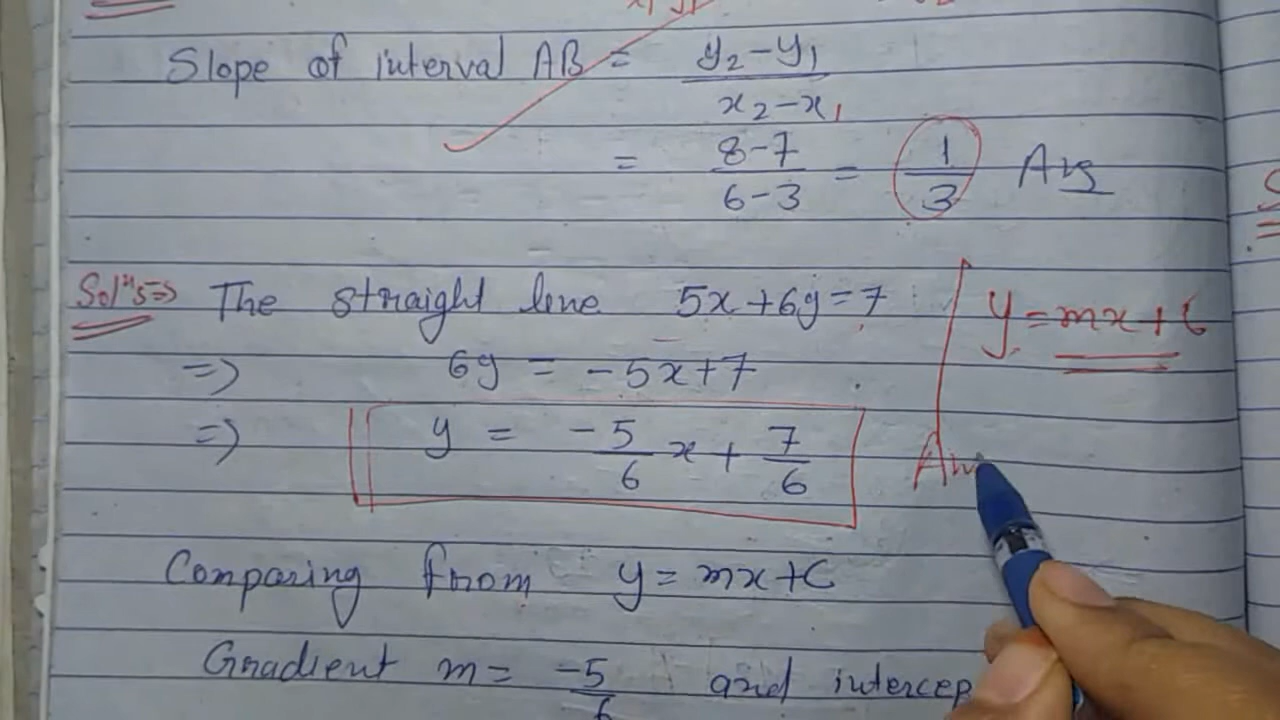 Slope of interval AB = y₂-y₁ / x₂-x₁
= 8-7 / 6-3 = 1/3 Ans
Solⁿ5=> The straight line 5x+6y=7
y=mx+c
=> 6y = -5x+7
=> y = -5/6 x + 7/6
An
Comparing from y=mx+c
Gradient m= -5/6 and intercep